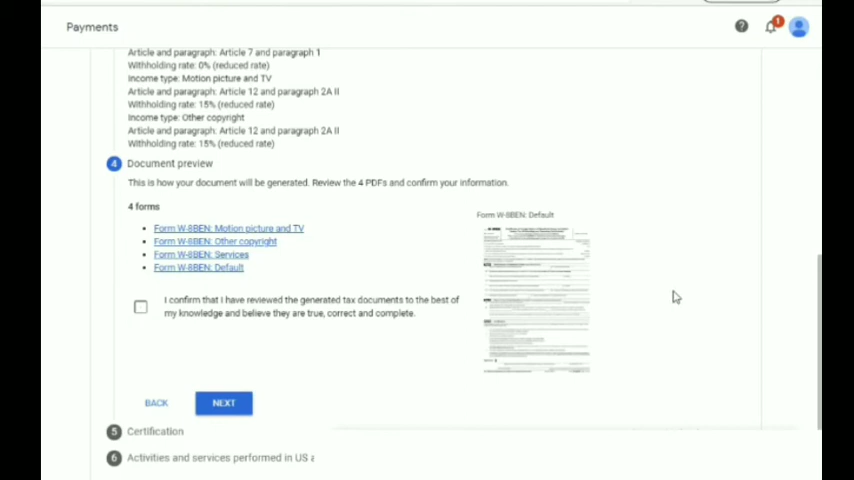 Payments
1
Article and paragraph: Article 7 and paragraph 1
Withholding rate: 0% (reduced rate)
Income type: Motion picture and TV
Article and paragraph: Article 12 and paragraph 2A II
Withholding rate: 15% (reduced rate)
Income type: Other copyright
Article and paragraph: Article 12 and paragraph 2A II
Withholding rate: 15% (reduced rate)
4 Document preview
This is how your document will be generated. Review the 4 PDFs and confirm your information.
4 forms
Form W-8BEN: Default
Form W-8BEN: Motion picture and TV
Form W-8BEN: Other copyright
Form W-8BEN: Services
Form W-8BEN: Default
I confirm that I have reviewed the generated tax documents to the best of
my knowledge and believe they are true, correct and complete.
BACK NEXT
5 Certification
6 Activities and services performed in US a